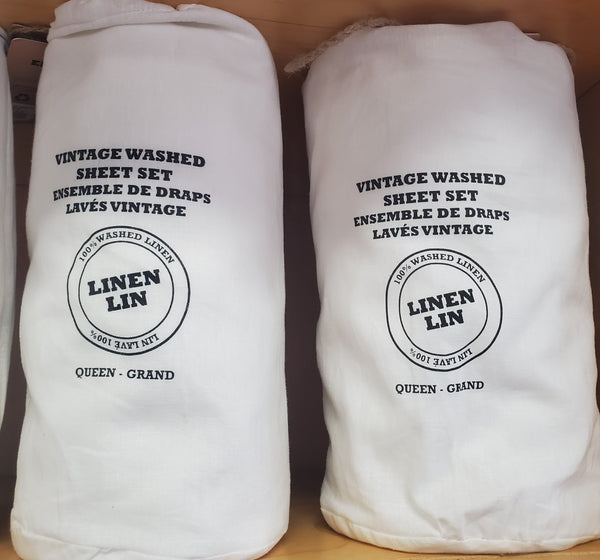 VINTAGE WASHED
SHEET SET
ENSEMBLE DE DRAPS
LAVÉS VINTAGE
100% WASHED LINEN
LINEN
LIN
LIN LAVÉ 100%
QUEEN - GRAND
VINTAGE WASHED
SHEET SET
ENSEMBLE DE DRAPS
LAVÉS VINTAGE
100% WASHED LINEN
LINEN
LIN
LIN LAVÉ 100%
QUEEN - GRAND